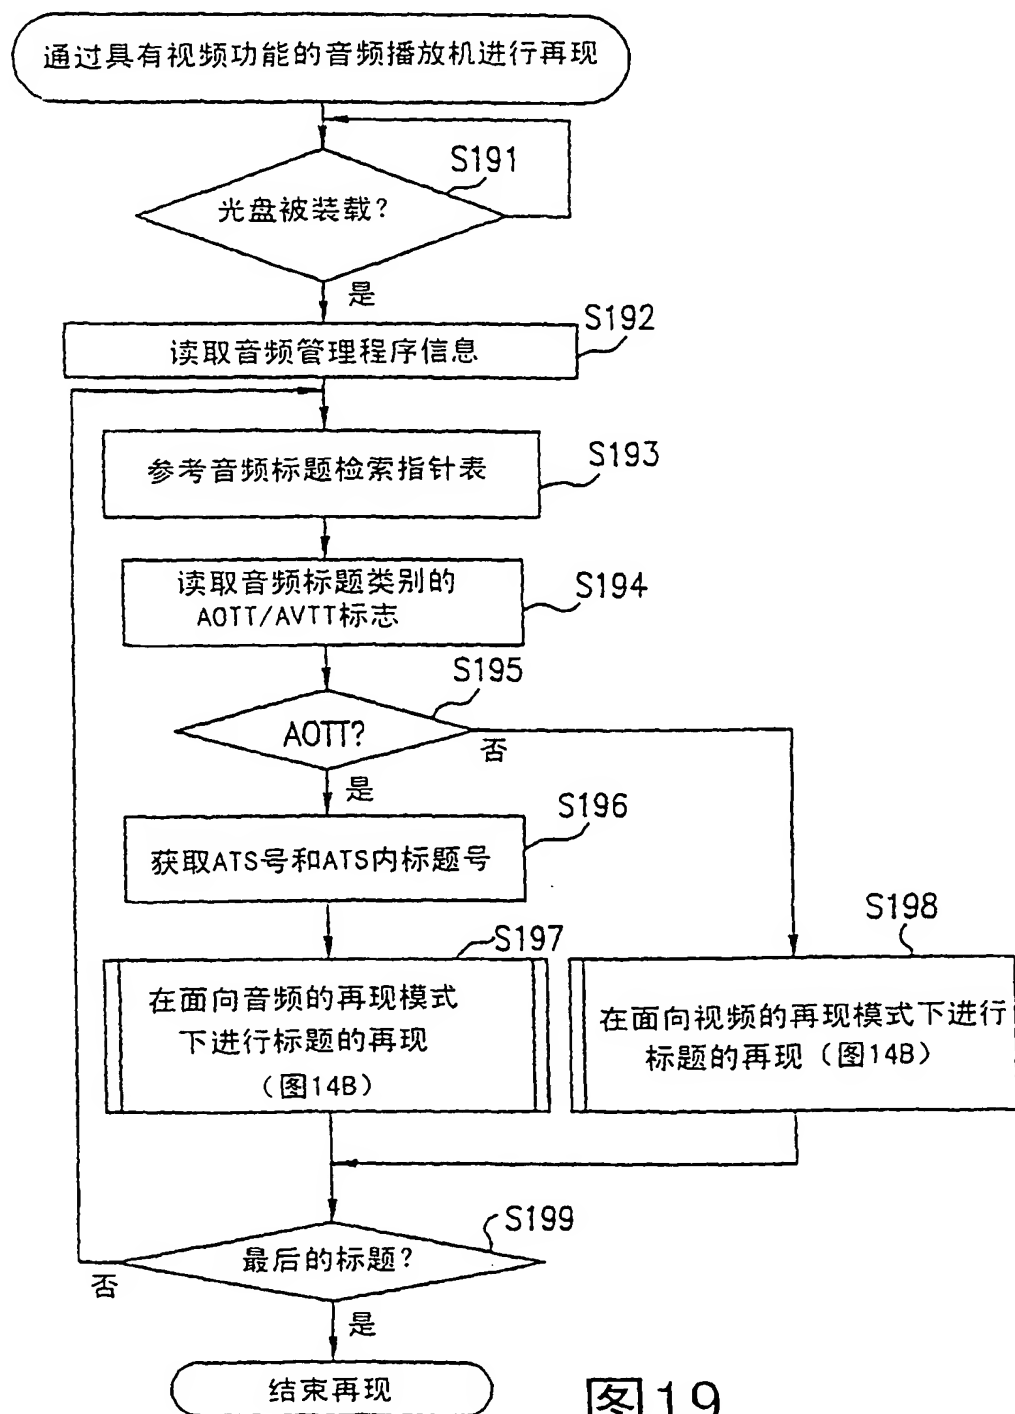 通过具有视频功能的音频播放机进行再现
S191
光盘被装载?
是
S192
读取音频管理程序信息
S193
参考音频标题检索指针表
S194
读取音频标题类别的
AOTT/AVTT标志
S195
AOTT?
否
是
S196
获取ATS号和ATS内标题号
S198
S197
在面向音频的再现模式
下进行标题的再现
(图14B)
在面向视频的再现模式下进行
标题的再现(图14B)
S199
最后的标题?
否
是
结束再现
图19